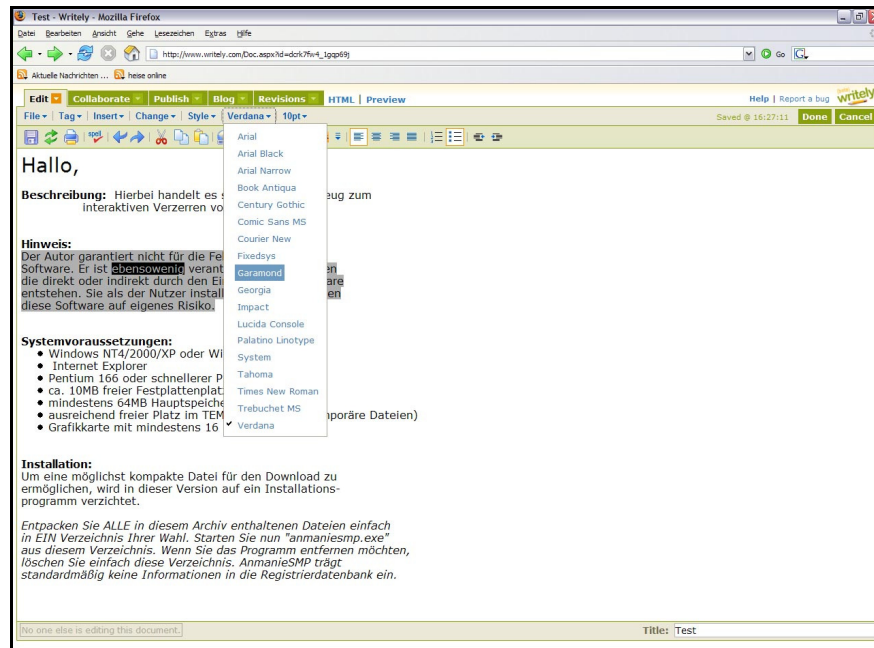 Test - Writely - Mozilla Firefox
Datei Bearbeiten Ansicht Gehe Lesezeichen Extras Hilfe
http://www.writely.com/Doc.aspx?id=dcrk7fw4_1gqp69j Go
Aktuelle Nachrichten ... heise online
Edit Collaborate Publish Blog Revisions HTML | Preview Help | Report a bug writely
File Tag Insert Change Style Verdana 10pt Saved @ 16:27:11 Done Cancel
spell
Hallo,
Beschreibung: Hierbei handelt es eug zum
interaktiven Verzerren vo
Hinweis:
Der Autor garantiert nicht für die Fe
Software. Er ist ebensowenig verant en
die direkt oder indirekt durch den Ei are
entstehen. Sie als der Nutzer instal en
diese Software auf eigenes Risiko.
Systemvoraussetzungen:
Windows NT4/2000/XP oder Wi
Internet Explorer
Pentium 166 oder schnellerer P
ca. 10MB freier Festplattenplat
mindestens 64MB Hauptspeiche
ausreichend freier Platz im TEM poräre Dateien)
Grafikkarte mit mindestens 16
Arial
Arial Black
Arial Narrow
Book Antiqua
Century Gothic
Comic Sans MS
Courier New
Fixedsys
Garamond
Georgia
Impact
Lucida Console
Palatino Linotype
System
Tahoma
Times New Roman
Trebuchet MS
Verdana
Installation:
Um eine möglichst kompakte Datei für den Download zu
ermöglichen, wird in dieser Version auf ein Installations-
programm verzichtet.
Entpacken Sie ALLE in diesem Archiv enthaltenen Dateien einfach
in EIN Verzeichnis Ihrer Wahl. Starten Sie nun "anmaniesmp.exe"
aus diesem Verzeichnis. Wenn Sie das Programm entfernen möchten,
löschen Sie einfach diese Verzeichnis. AnmanieSMP trägt
standardmäßig keine Informationen in die Registrierdatenbank ein.
No one else is editing this document. Title: Test